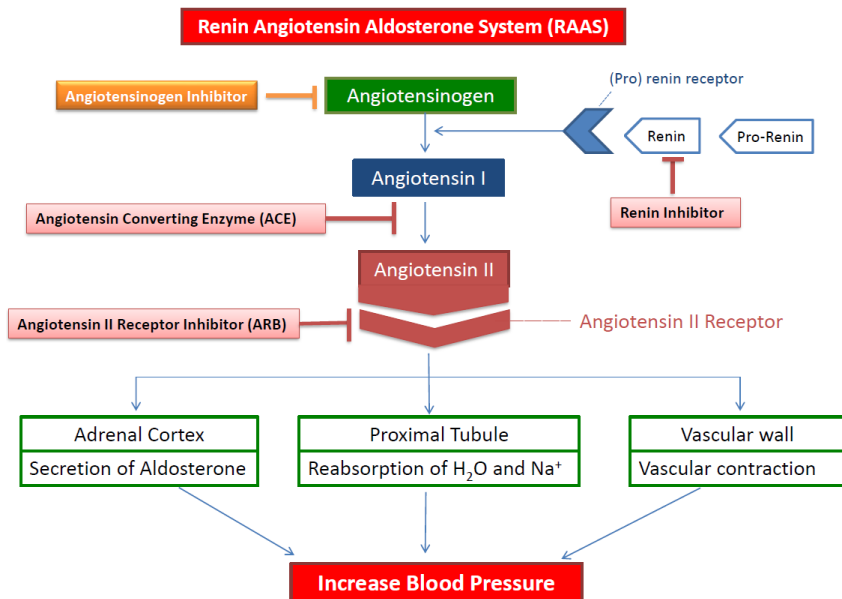 Renin Angiotensin Aldosterone System (RAAS)
(Pro) renin receptor
Angiotensinogen Inhibitor
Angiotensinogen
Renin
Pro-Renin
Angiotensin I
Renin Inhibitor
Angiotensin Converting Enzyme (ACE)
Angiotensin II
Angiotensin II Receptor Inhibitor (ARB)
Angiotensin II Receptor
Adrenal Cortex
Secretion of Aldosterone
Proximal Tubule
Reabsorption of H₂O and Na⁺
Vascular wall
Vascular contraction
Increase Blood Pressure